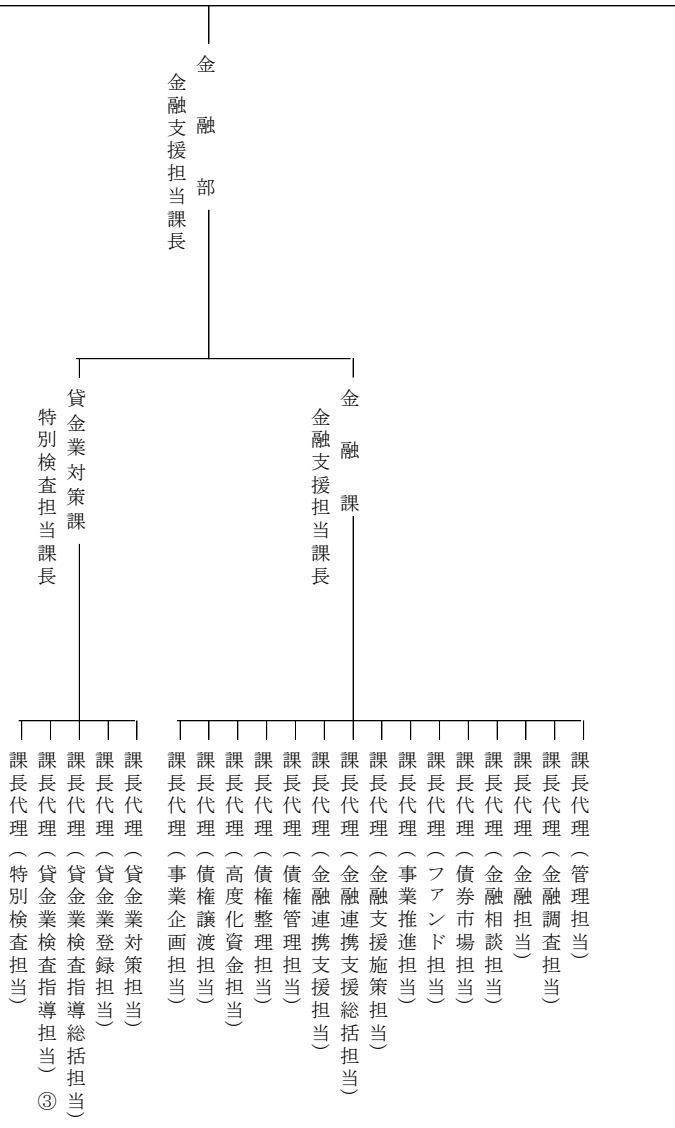 金融部
金融支援担当課長
金融課
金融支援担当課長
課長代理（管理担当）
課長代理（金融調査担当）
課長代理（金融担当）
課長代理（金融相談担当）
課長代理（債券市場担当）
課長代理（ファンド担当）
課長代理（事業推進担当）
課長代理（金融支援施策担当）
課長代理（金融連携支援総括担当）
課長代理（金融連携支援担当）
課長代理（債権管理担当）
課長代理（債権整理担当）
課長代理（高度化資金担当）
課長代理（債権譲渡担当）
課長代理（事業企画担当）
貸金業対策課
特別検査担当課長
課長代理（貸金業対策担当）
課長代理（貸金業登録担当）
課長代理（貸金業検査指導総括担当）
課長代理（貸金業検査指導担当）③
課長代理（特別検査担当）